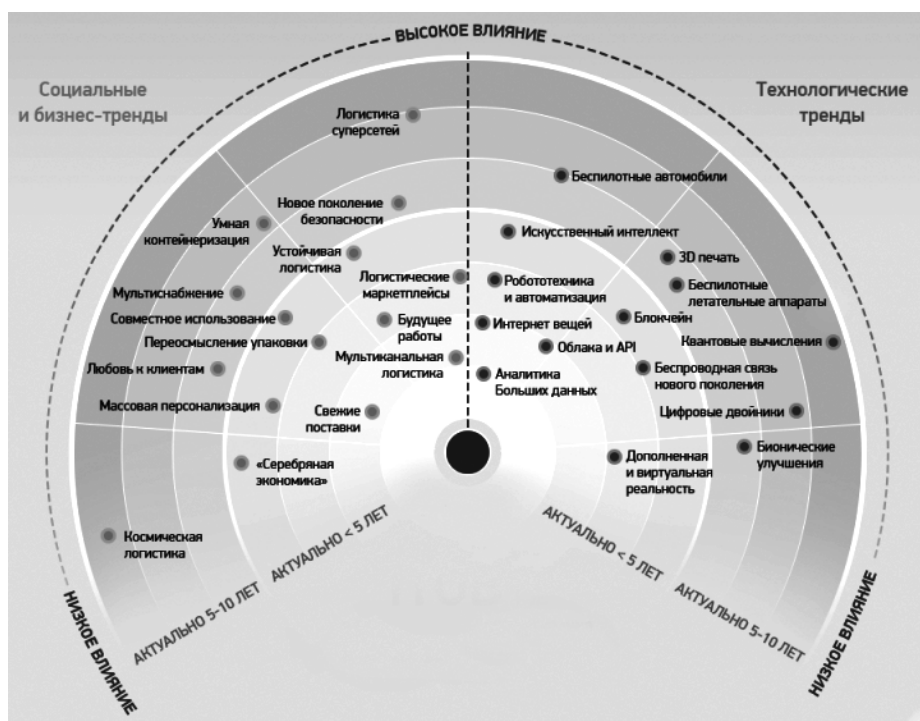 ВЫСОКОЕ ВЛИЯНИЕ
Социальные
и бизнес-тренды
Технологические
тренды
Логистика
суперсетей
Беспилотные автомобили
Новое поколение
безопасности
Умная
контейнеризация
Искусственный интеллект
Устойчивая
логистика
3D печать
Логистические
маркетплейсы
Робототехника
и автоматизация
Беспилотные
летательные аппараты
Мультиснабжение
Совместное использование
Будущее
работы
Интернет вещей
Блокчейн
Переосмысление упаковки
Облака и API
Квантовые вычисления
Мультиканальная
логистика
Любовь к клиентам
Аналитика
Больших данных
Беспроводная связь
нового поколения
Массовая персонализация
Свежие
поставки
Цифровые двойники
«Серебряная
экономика»
Дополненная
и виртуальная
реальность
Бионические
улучшения
Космическая
логистика
АКТУАЛЬНО < 5 ЛЕТ
АКТУАЛЬНО < 5 ЛЕТ
АКТУАЛЬНО 5-10 ЛЕТ
АКТУАЛЬНО 5-10 ЛЕТ
НИЗКОЕ ВЛИЯНИЕ
НИЗКОЕ ВЛИЯНИЕ